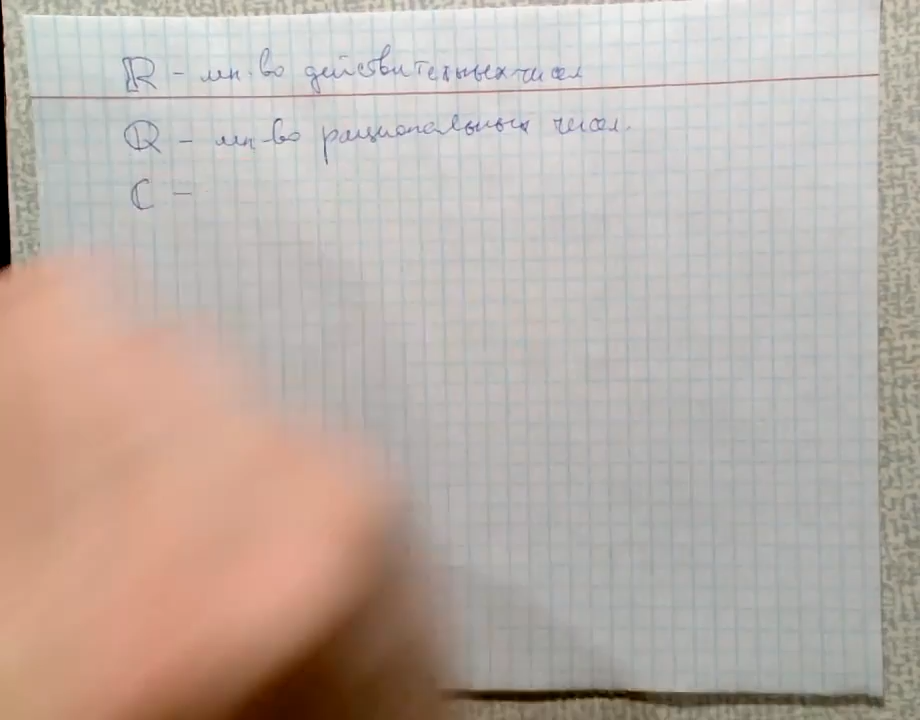 ℝ - мн-во действительных чисел
ℚ - мн-во рациональных чисел.
ℂ -